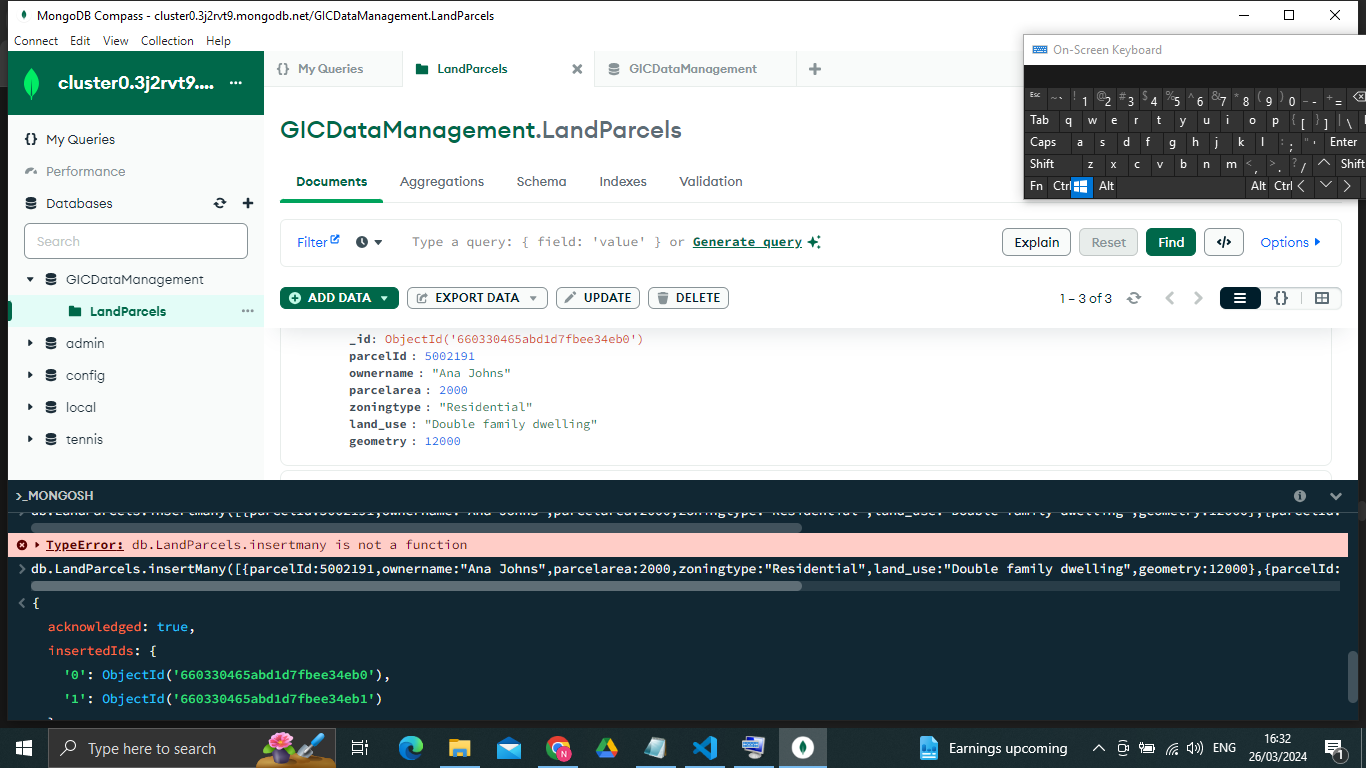 MongoDB Compass - cluster0.3j2rvt9.mongodb.net/GICDataManagement.LandParcels
Connect Edit View Collection Help
cluster0.3j2rvt9.... ...
{} My Queries
LandParcels
GICDataManagement
On-Screen Keyboard
Esc ~ ` ! 1 @ 2 # 3 $ 4 % 5 ^ 6 & 7 * 8 ( 9 ) 0 _ - + =
Tab q w e r t y u i o p { [ } ] | \
Caps a s d f g h j k l : ; " ' Enter
Shift z x c v b n m < , > . ? / Shift
Fn Ctrl Alt Alt Ctrl
{} My Queries
Performance
Databases
Search
GICDataManagement
LandParcels ...
admin
config
local
tennis
GICDataManagement.LandParcels
Documents Aggregations Schema Indexes Validation
Filter Type a query: { field: 'value' } or Generate query Explain Reset Find </> Options
ADD DATA EXPORT DATA UPDATE DELETE 1 – 3 of 3 {}
_id: ObjectId('660330465abd1d7fbee34eb0')
parcelId : 5002191
ownername : "Ana Johns"
parcelarea : 2000
zoningtype : "Residential"
land_use : "Double family dwelling"
geometry : 12000
>_MONGOSH
db.LandParcels.insertmany([{parcelId:5002191,ownername:"Ana Johns",parcelarea:2000,zoningtype:"Residential",land_use:"Double family dwelling",geometry:12000},{parcelId:
TypeError: db.LandParcels.insertmany is not a function
db.LandParcels.insertMany([{parcelId:5002191,ownername:"Ana Johns",parcelarea:2000,zoningtype:"Residential",land_use:"Double family dwelling",geometry:12000},{parcelId:
{
acknowledged: true,
insertedIds: {
'0': ObjectId('660330465abd1d7fbee34eb0'),
'1': ObjectId('660330465abd1d7fbee34eb1')
Type here to search
N
Earnings upcoming
ENG
16:32
26/03/2024
1